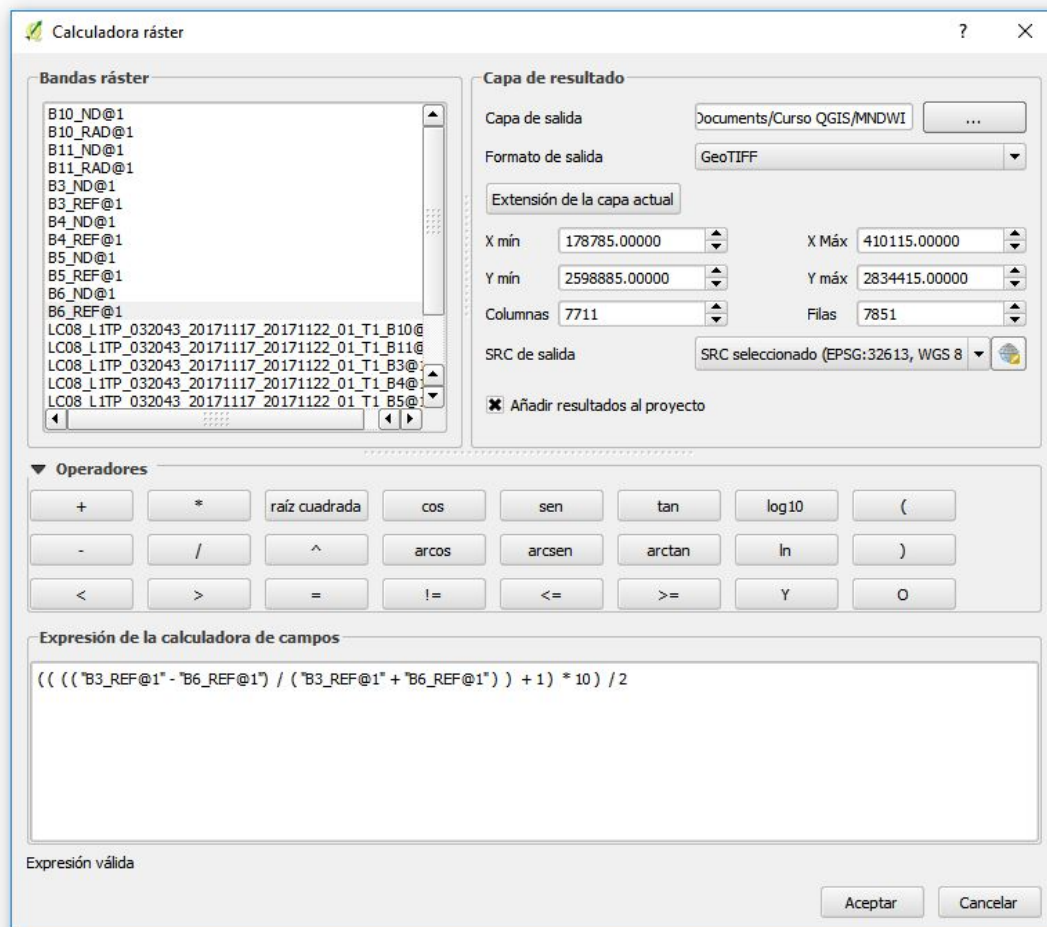 Calculadora ráster
?
Bandas ráster
B10_ND@1
B10_RAD@1
B11_ND@1
B11_RAD@1
B3_ND@1
B3_REF@1
B4_ND@1
B4_REF@1
B5_ND@1
B5_REF@1
B6_ND@1
B6_REF@1
LC08_L1TP_032043_20171117_20171122_01_T1_B10@
LC08_L1TP_032043_20171117_20171122_01_T1_B11@
LC08_L1TP_032043_20171117_20171122_01_T1_B3@1
LC08_L1TP_032043_20171117_20171122_01_T1_B4@1
LC08_L1TP_032043_20171117_20171122_01_T1_B5@1
Capa de resultado
Capa de salida Documents/Curso QGIS/MNDWI ...
Formato de salida GeoTIFF
Extensión de la capa actual
X mín 178785.00000 X Máx 410115.00000
Y mín 2598885.00000 Y máx 2834415.00000
Columnas 7711 Filas 7851
SRC de salida SRC seleccionado (EPSG:32613, WGS 8
Añadir resultados al proyecto
Operadores
+ * raíz cuadrada cos sen tan log10 (
- / ^ arcos arcsen arctan ln )
< > = != <= >= Y O
Expresión de la calculadora de campos
( ( ( ( "B3_REF@1" - "B6_REF@1") / ( "B3_REF@1" + "B6_REF@1" ) ) + 1 ) * 10 ) / 2
Expresión válida
Aceptar Cancelar